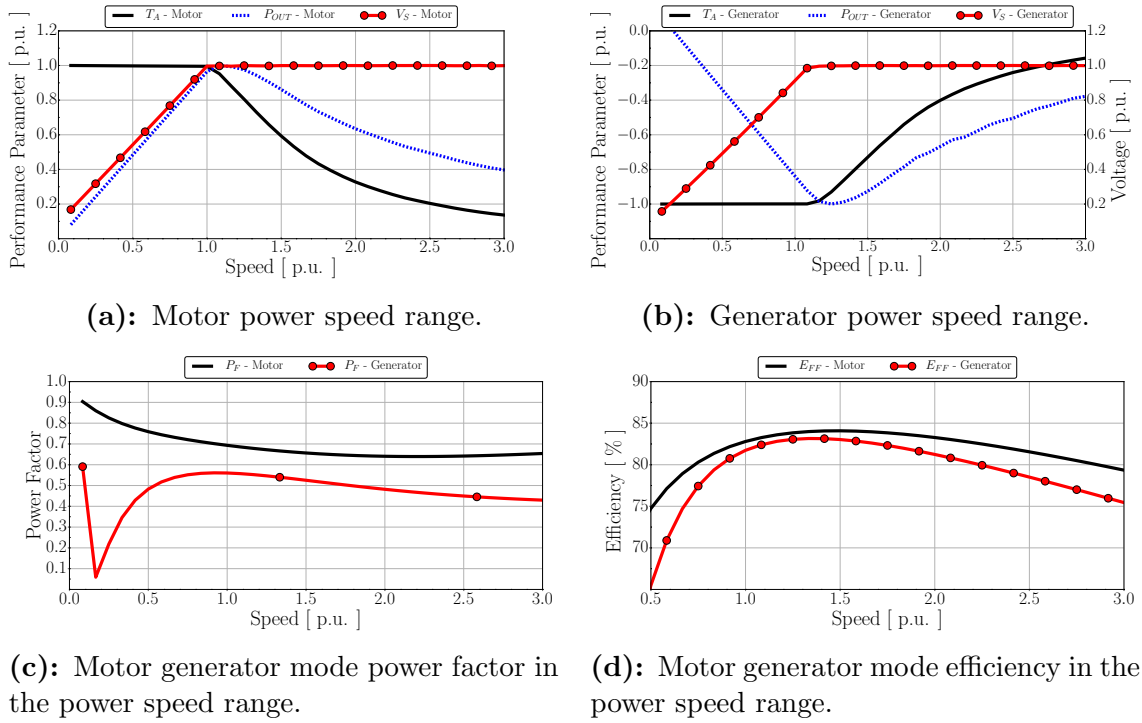 T_A - Motor P_OUT - Motor V_S - Motor
Performance Parameter [ p.u. ]
1.2
1.0
0.8
0.6
0.4
0.2
0.0 0.5 1.0 1.5 2.0 2.5 3.0
Speed [ p.u. ]
(a): Motor power speed range.
T_A - Generator P_OUT - Generator V_S - Generator
Performance Parameter [ p.u. ]
0.0
−0.2
−0.4
−0.6
−0.8
−1.0
1.2
1.0
0.8
0.6
0.4
0.2
Voltage [ p.u. ]
0.0 0.5 1.0 1.5 2.0 2.5 3.0
Speed [ p.u. ]
(b): Generator power speed range.
P_F - Motor P_F - Generator
Power Factor
1.0
0.9
0.8
0.7
0.6
0.5
0.4
0.3
0.2
0.1
0.0 0.5 1.0 1.5 2.0 2.5 3.0
Speed [ p.u. ]
(c): Motor generator mode power factor in
the power speed range.
E_FF - Motor E_FF - Generator
Efficiency [ % ]
90
85
80
75
70
0.5 1.0 1.5 2.0 2.5 3.0
Speed [ p.u. ]
(d): Motor generator mode efficiency in the
power speed range.